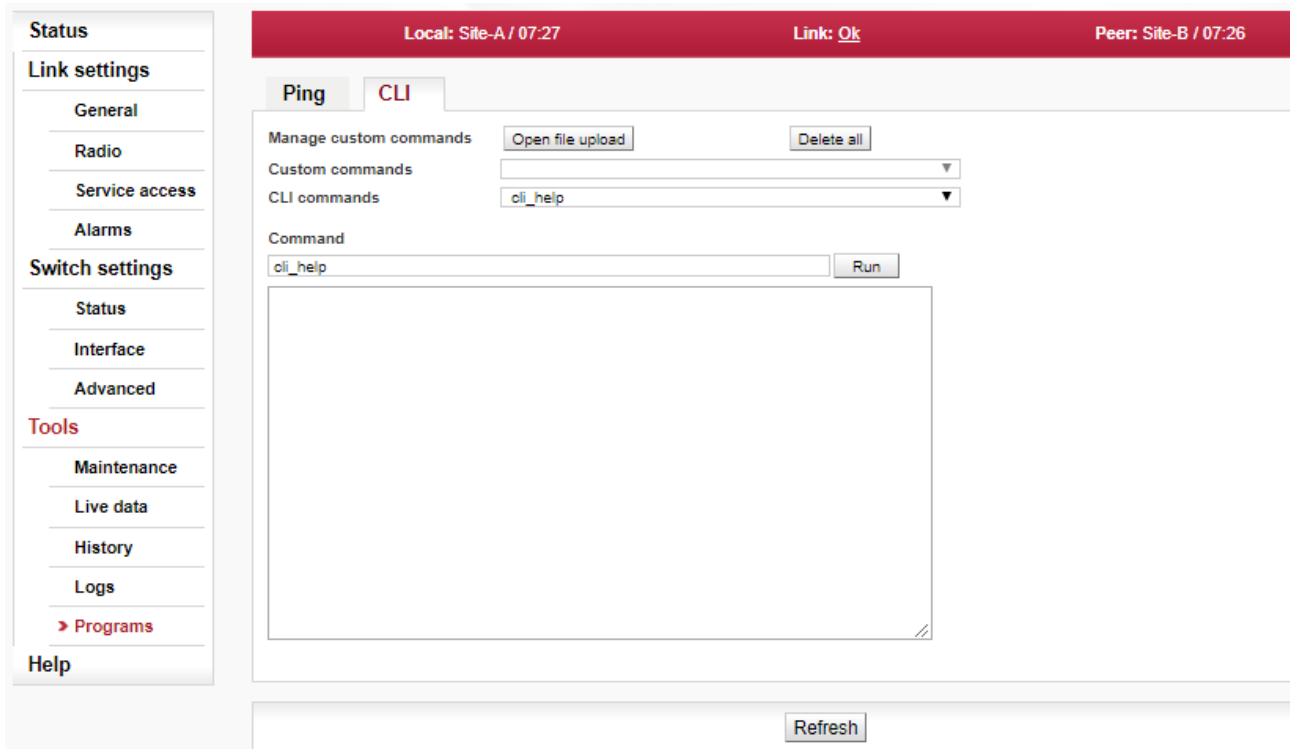 Status
Link settings
General
Radio
Service access
Alarms
Switch settings
Status
Interface
Advanced
Tools
Maintenance
Live data
History
Logs
Programs
Help
Local: Site-A / 07:27 Link: Ok Peer: Site-B / 07:26
Ping CLI
Manage custom commands Open file upload Delete all
Custom commands
CLI commands cli_help
Command
cli_help Run
Refresh